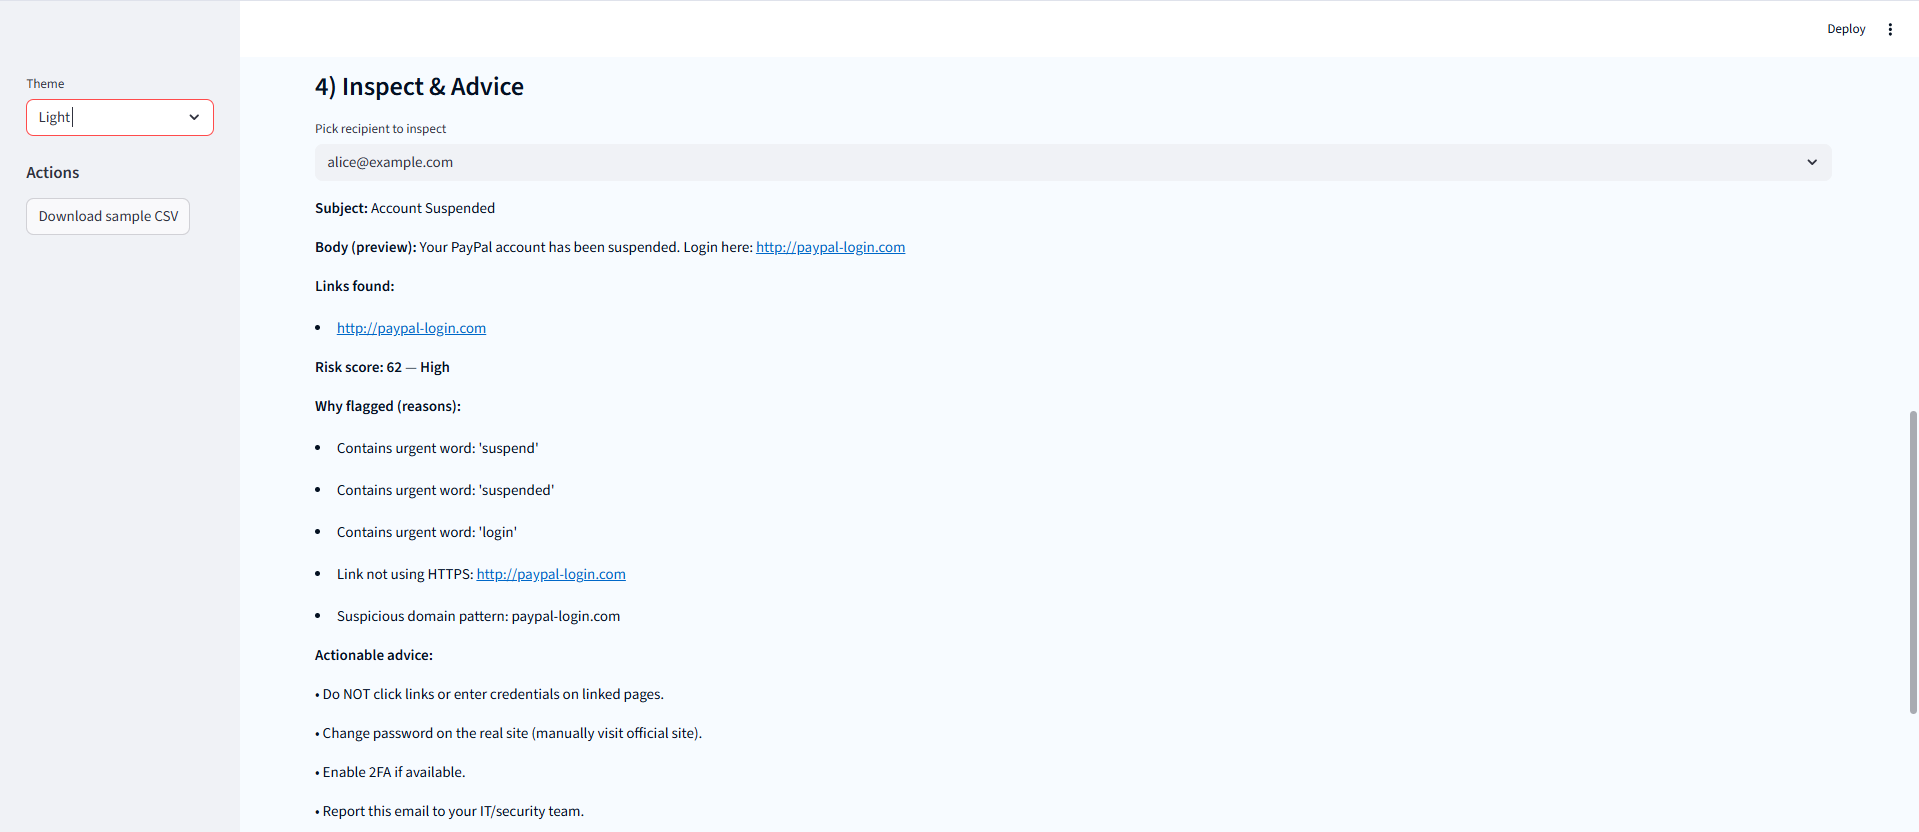 Deploy
Theme
Light
Actions
Download sample CSV
4) Inspect & Advice
Pick recipient to inspect
alice@example.com
Subject: Account Suspended
Body (preview): Your PayPal account has been suspended. Login here: http://paypal-login.com
Links found:
• http://paypal-login.com
Risk score: 62 — High
Why flagged (reasons):
• Contains urgent word: 'suspend'
• Contains urgent word: 'suspended'
• Contains urgent word: 'login'
• Link not using HTTPS: http://paypal-login.com
• Suspicious domain pattern: paypal-login.com
Actionable advice:
• Do NOT click links or enter credentials on linked pages.
• Change password on the real site (manually visit official site).
• Enable 2FA if available.
• Report this email to your IT/security team.